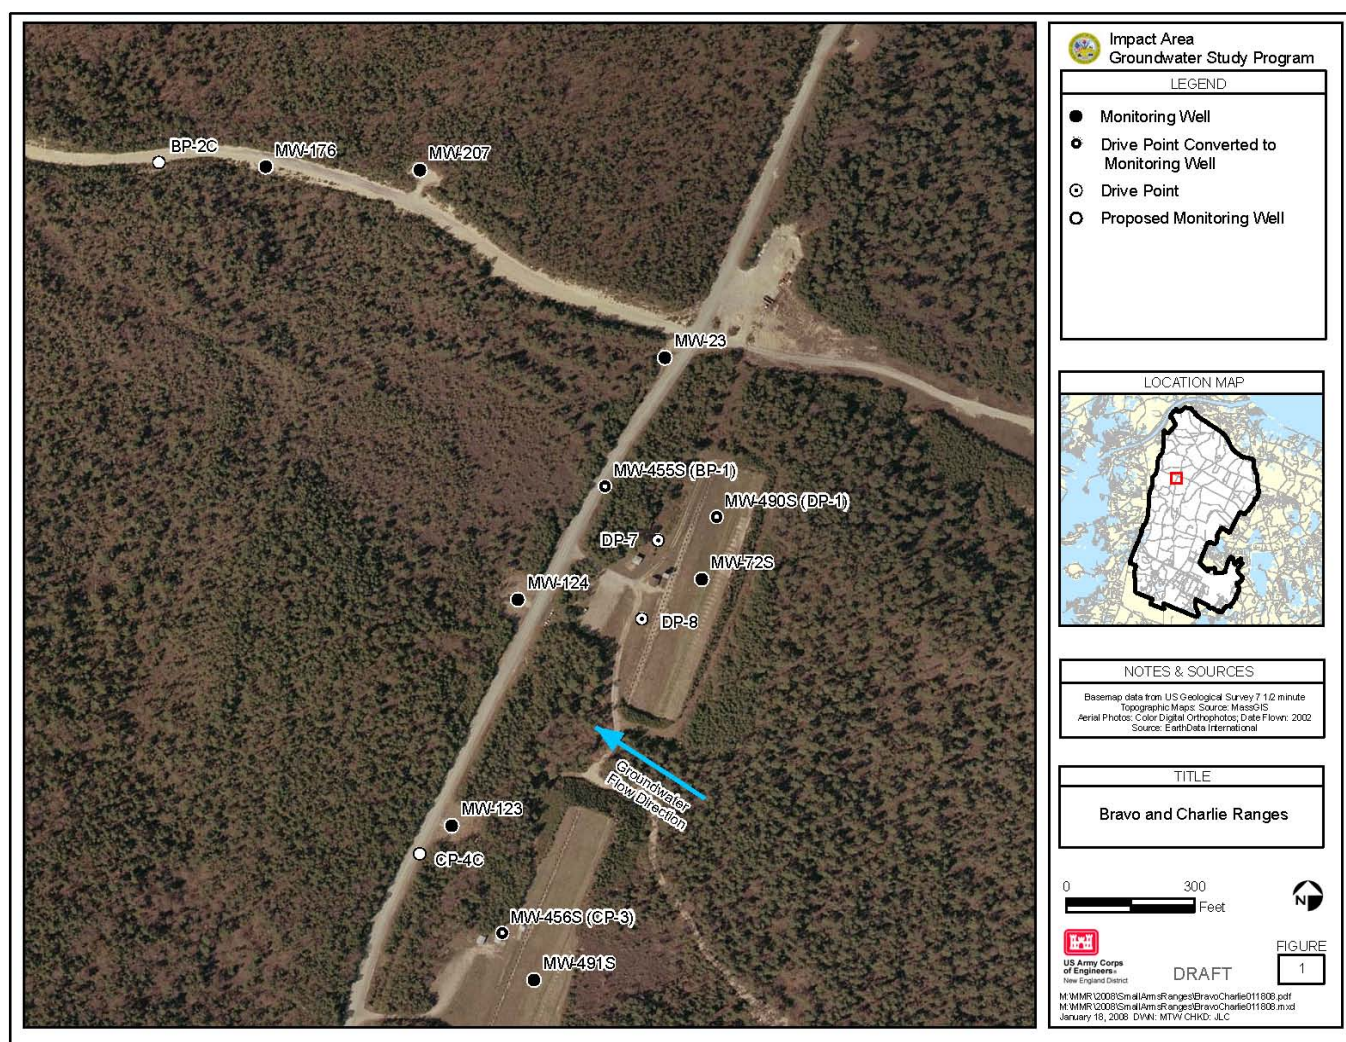 BP-2C
MW-176
MW-207
MW-23
MW-455S (BP-1)
MW-490S (DP-1)
DP-7
MW-72S
MW-124
DP-8
Groundwater
Flow Direction
MW-123
CP-4C
MW-456S (CP-3)
MW-491S
Impact Area
Groundwater Study Program
LEGEND
Monitoring Well
Drive Point Converted to
Monitoring Well
Drive Point
Proposed Monitoring Well
LOCATION MAP
NOTES & SOURCES
Basemap data from US Geological Survey 7 1/2 minute
Topographic Maps: Source: MassGIS
Aerial Photos: Color Digital Orthophotos; Date Flown: 2002
Source: EarthData International
TITLE
Bravo and Charlie Ranges
0 300
Feet
N
US Army Corps
of Engineers®
New England District
DRAFT
FIGURE
1
M:\MMR\2008\SmallArmsRanges\BravoCharlie011808.pdf
M:\MMR\2008\SmallArmsRanges\BravoCharlie011808.mxd
January 18, 2008 DWN: MTW CHKD: JLC